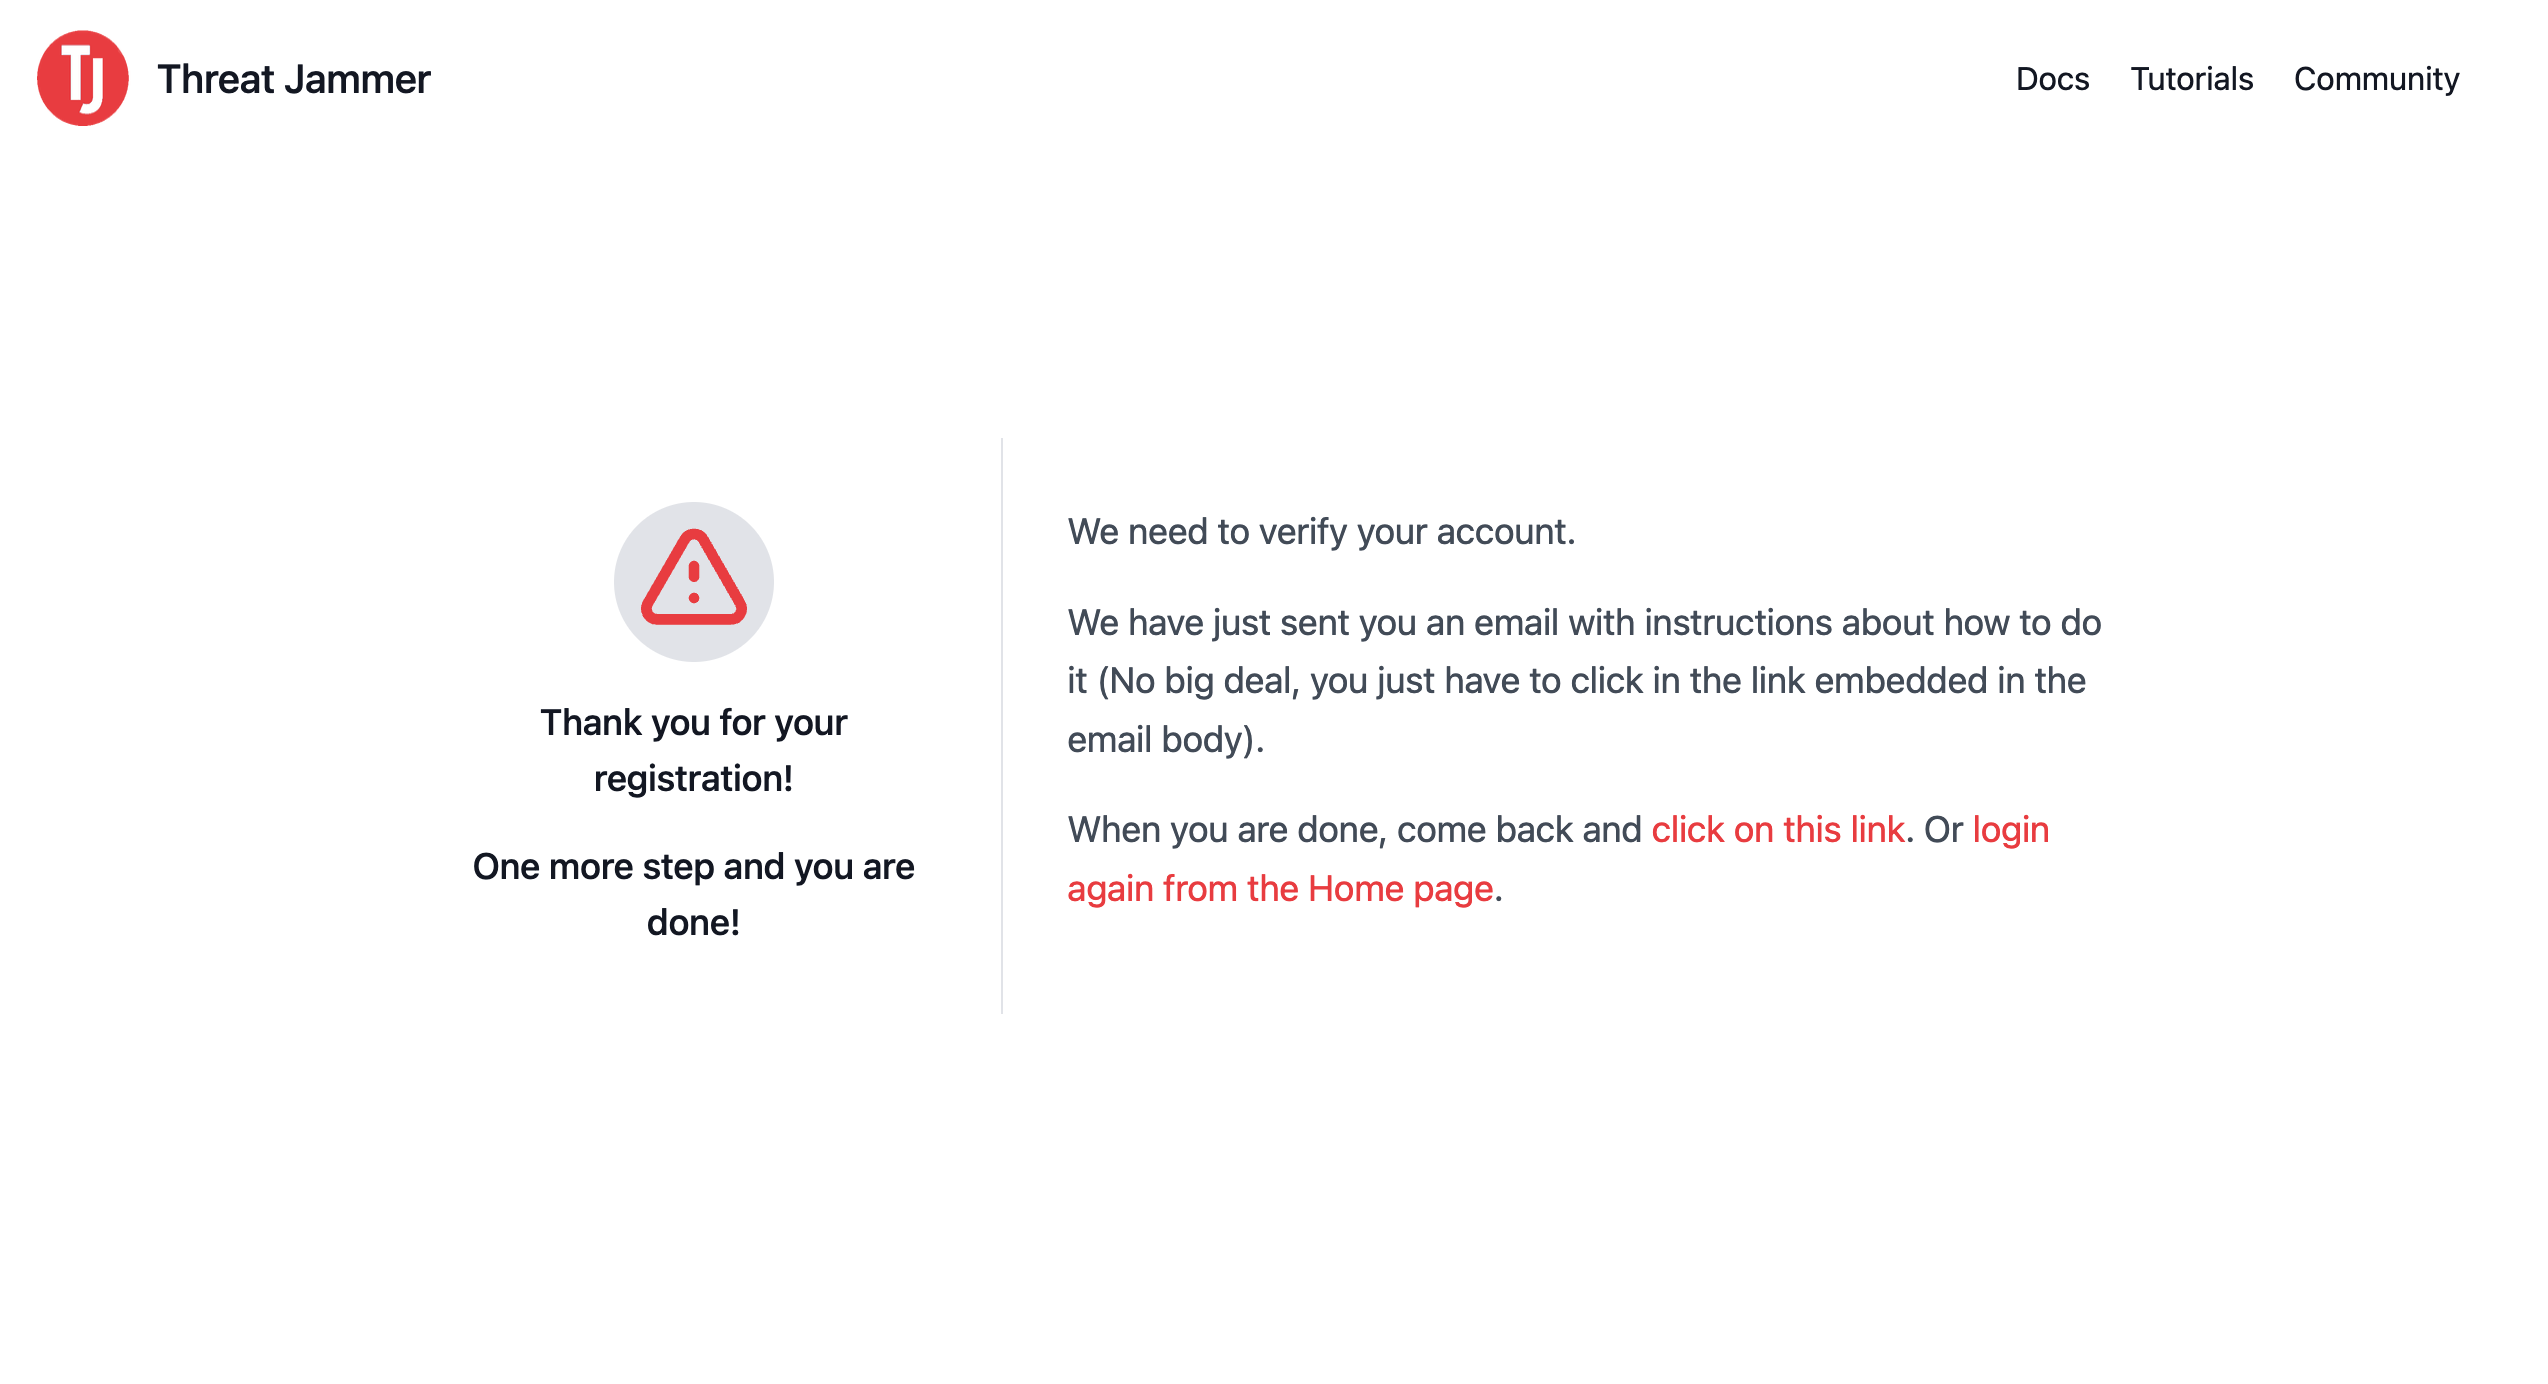 TJ
Threat Jammer
Docs
Tutorials
Community
Thank you for your
registration!
One more step and you are
done!
We need to verify your account.
We have just sent you an email with instructions about how to do
it (No big deal, you just have to click in the link embedded in the
email body).
When you are done, come back and click on this link. Or login
again from the Home page.